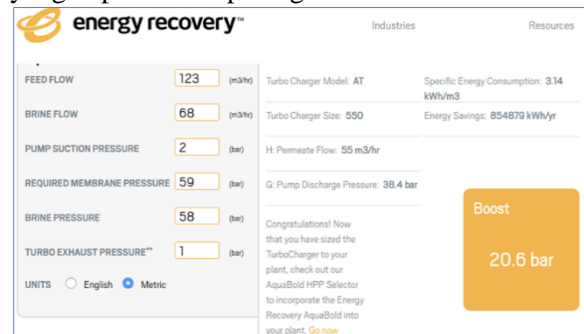 energy recovery™
Industries
Resources
FEED FLOW 123 (m3/hr)
BRINE FLOW 68 (m3/hr)
PUMP SUCTION PRESSURE 2 (bar)
REQUIRED MEMBRANE PRESSURE 59 (bar)
BRINE PRESSURE 58 (bar)
TURBO EXHAUST PRESSURE** 1 (bar)
UNITS English Metric
Turbo Charger Model: AT
Turbo Charger Size: 550
H: Permeate Flow: 55 m3/hr
G: Pump Discharge Pressure: 38.4 bar
Congratulations! Now
that you have sized the
TurboCharger to your
plant, check out our
AquaBold HPP Selector
to incorporate the Energy
Recovery AquaBold into
your plant. Go now
Specific Energy Consumption: 3.14
kWh/m3
Energy Savings: 854879 kWh/yr
Boost
20.6 bar